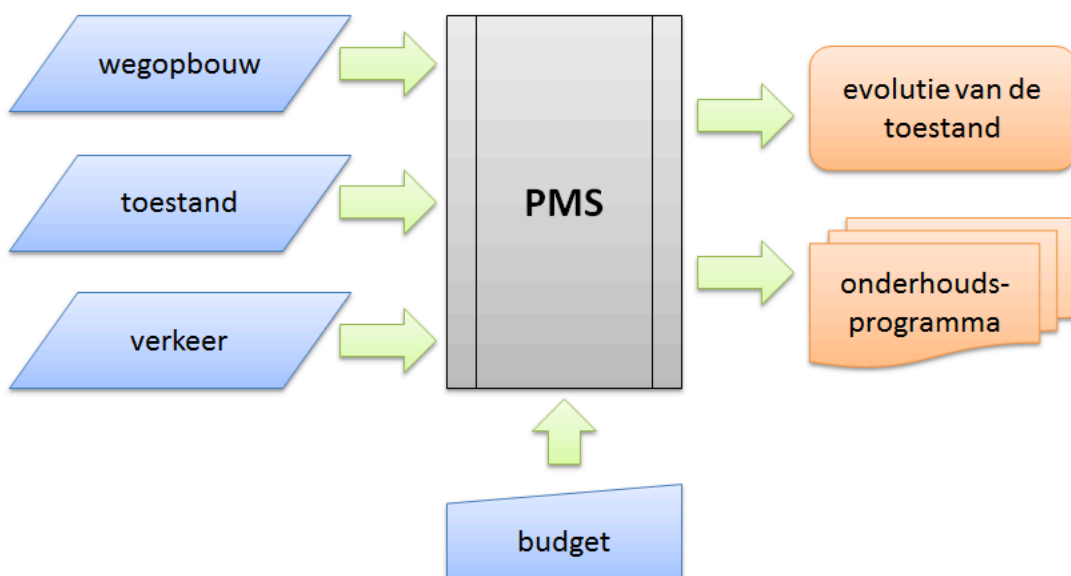 wegopbouw
toestand
verkeer
PMS
budget
evolutie van de
toestand
onderhouds-
programma